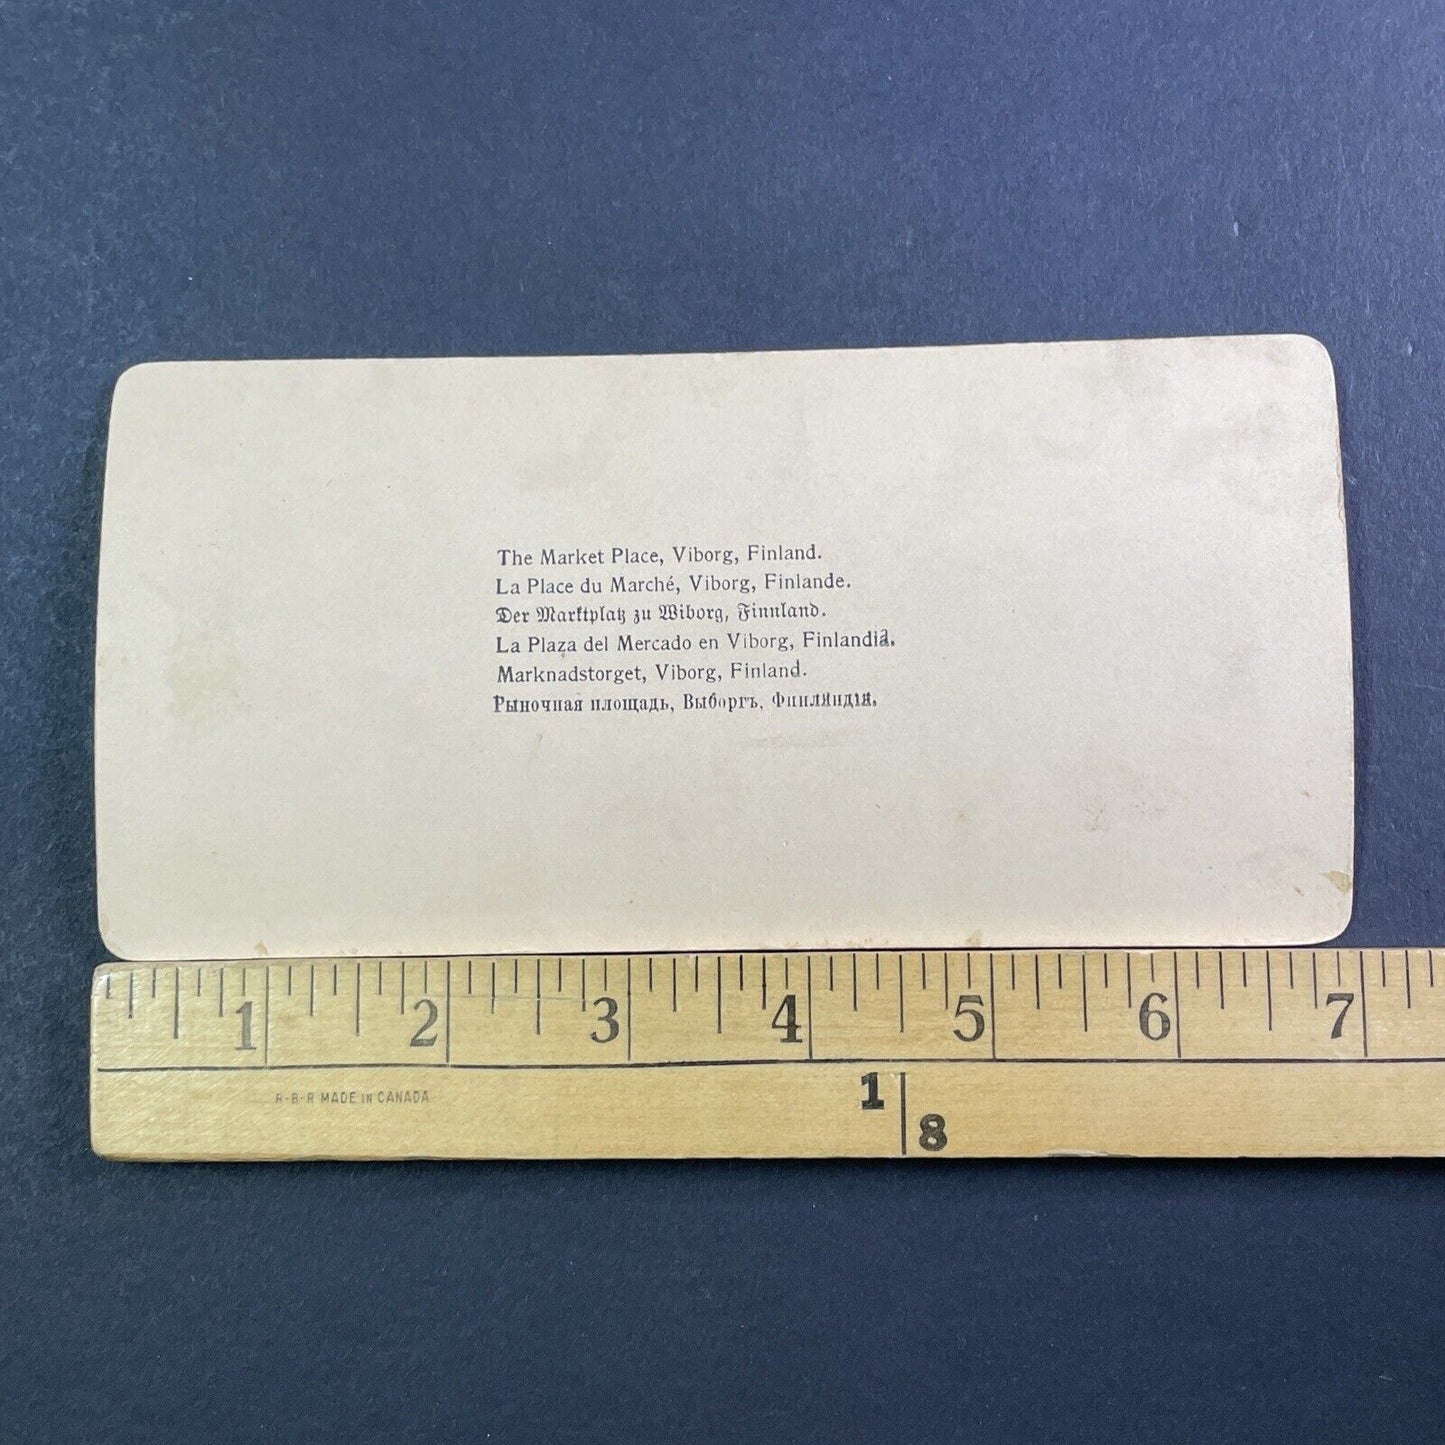 The Market Place, Viborg, Finland.
La Place du Marché, Viborg, Finlande.
Der Marktplatz zu Wiborg, Finnland.
La Plaza del Mercado en Viborg, Finlandia.
Marknadstorget, Viborg, Finland.
Рыночная площадь, Выборгъ, Финляндія.
1 2 3 4 5 6 7
R-B-R MADE IN CANADA
1
8